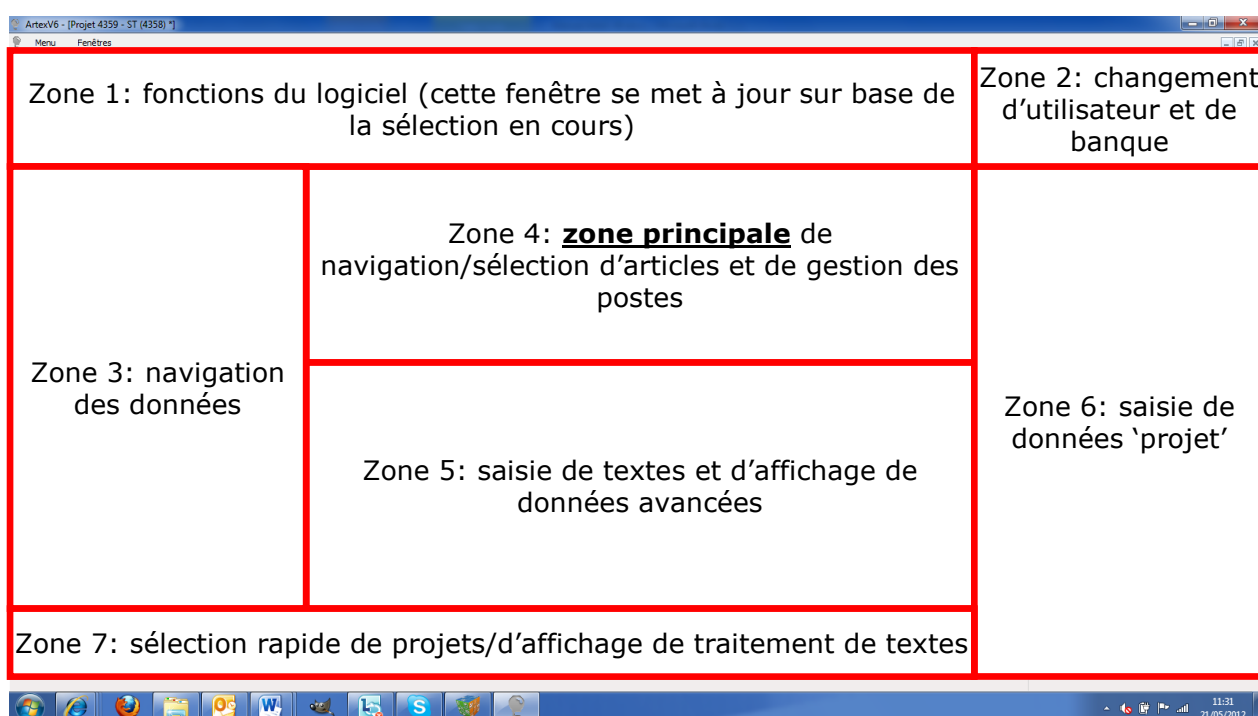 ArtexV6 - [Projet 4359 - ST (4358) *]
Menu Fenêtres
Zone 1: fonctions du logiciel (cette fenêtre se met à jour sur base de
la sélection en cours)
Zone 2: changement
d’utilisateur et de
banque
Zone 4: zone principale de
navigation/sélection d’articles et de gestion des
postes
Zone 3: navigation
des données
Zone 5: saisie de textes et d’affichage de
données avancées
Zone 6: saisie de
données ‘projet’
Zone 7: sélection rapide de projets/d’affichage de traitement de textes
11:31
21/05/2012